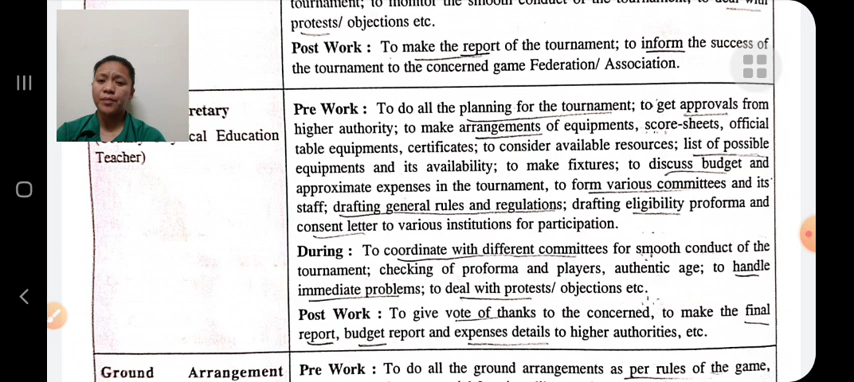 tournament; to monitor the smooth conduct of the tournament; to deal with
protests/ objections etc.
Post Work : To make the report of the tournament; to inform the success of
the tournament to the concerned game Federation/ Association.
retary
cal Education
Teacher)
Pre Work : To do all the planning for the tournament; to get approvals from
higher authority; to make arrangements of equipments, score-sheets, official
table equipments, certificates; to consider available resources; list of possible
equipments and its availability; to make fixtures; to discuss budget and
approximate expenses in the tournament, to form various committees and its
staff; drafting general rules and regulations; drafting eligibility proforma and
consent letter to various institutions for participation.
During : To coordinate with different committees for smooth conduct of the
tournament; checking of proforma and players, authentic age; to handle
immediate problems; to deal with protests/ objections etc.
Post Work : To give vote of thanks to the concerned, to make the final
report, budget report and expenses details to higher authorities, etc.
Ground Arrangement
Pre Work : To do all the ground arrangements as per rules of the game,